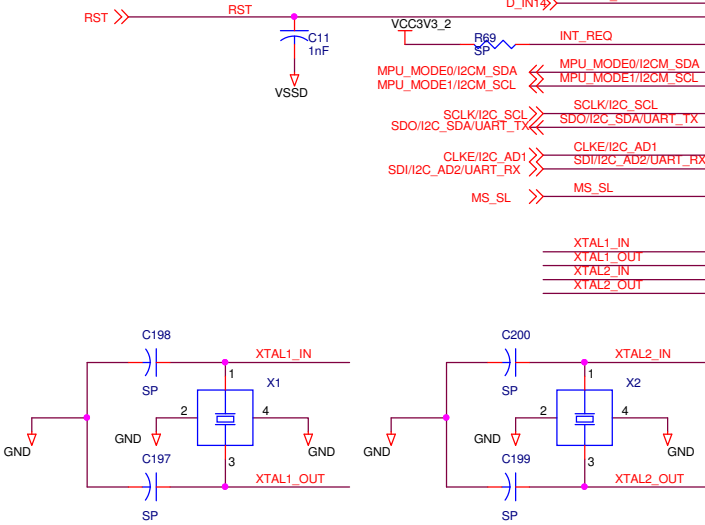 D_IN14
RST
RST
C11
1nF
VSSD
VCC3V3_2
R69
SP
INT_REQ
MPU_MODE0/I2CM_SDA
MPU_MODE0/I2CM_SDA
MPU_MODE1/I2CM_SCL
MPU_MODE1/I2CM_SCL
SCLK/I2C_SCL
SCLK/I2C_SCL
SDO/I2C_SDA/UART_TX
SDO/I2C_SDA/UART_TX
CLKE/I2C_AD1
CLKE/I2C_AD1
SDI/I2C_AD2/UART_RX
SDI/I2C_AD2/UART_RX
MS_SL
MS_SL
XTAL1_IN
XTAL1_OUT
XTAL2_IN
XTAL2_OUT
C198
SP
XTAL1_IN
1
X1
2
4
3
GND
GND
GND
C197
SP
XTAL1_OUT
C200
SP
XTAL2_IN
1
X2
2
4
3
GND
GND
GND
C199
SP
XTAL2_OUT